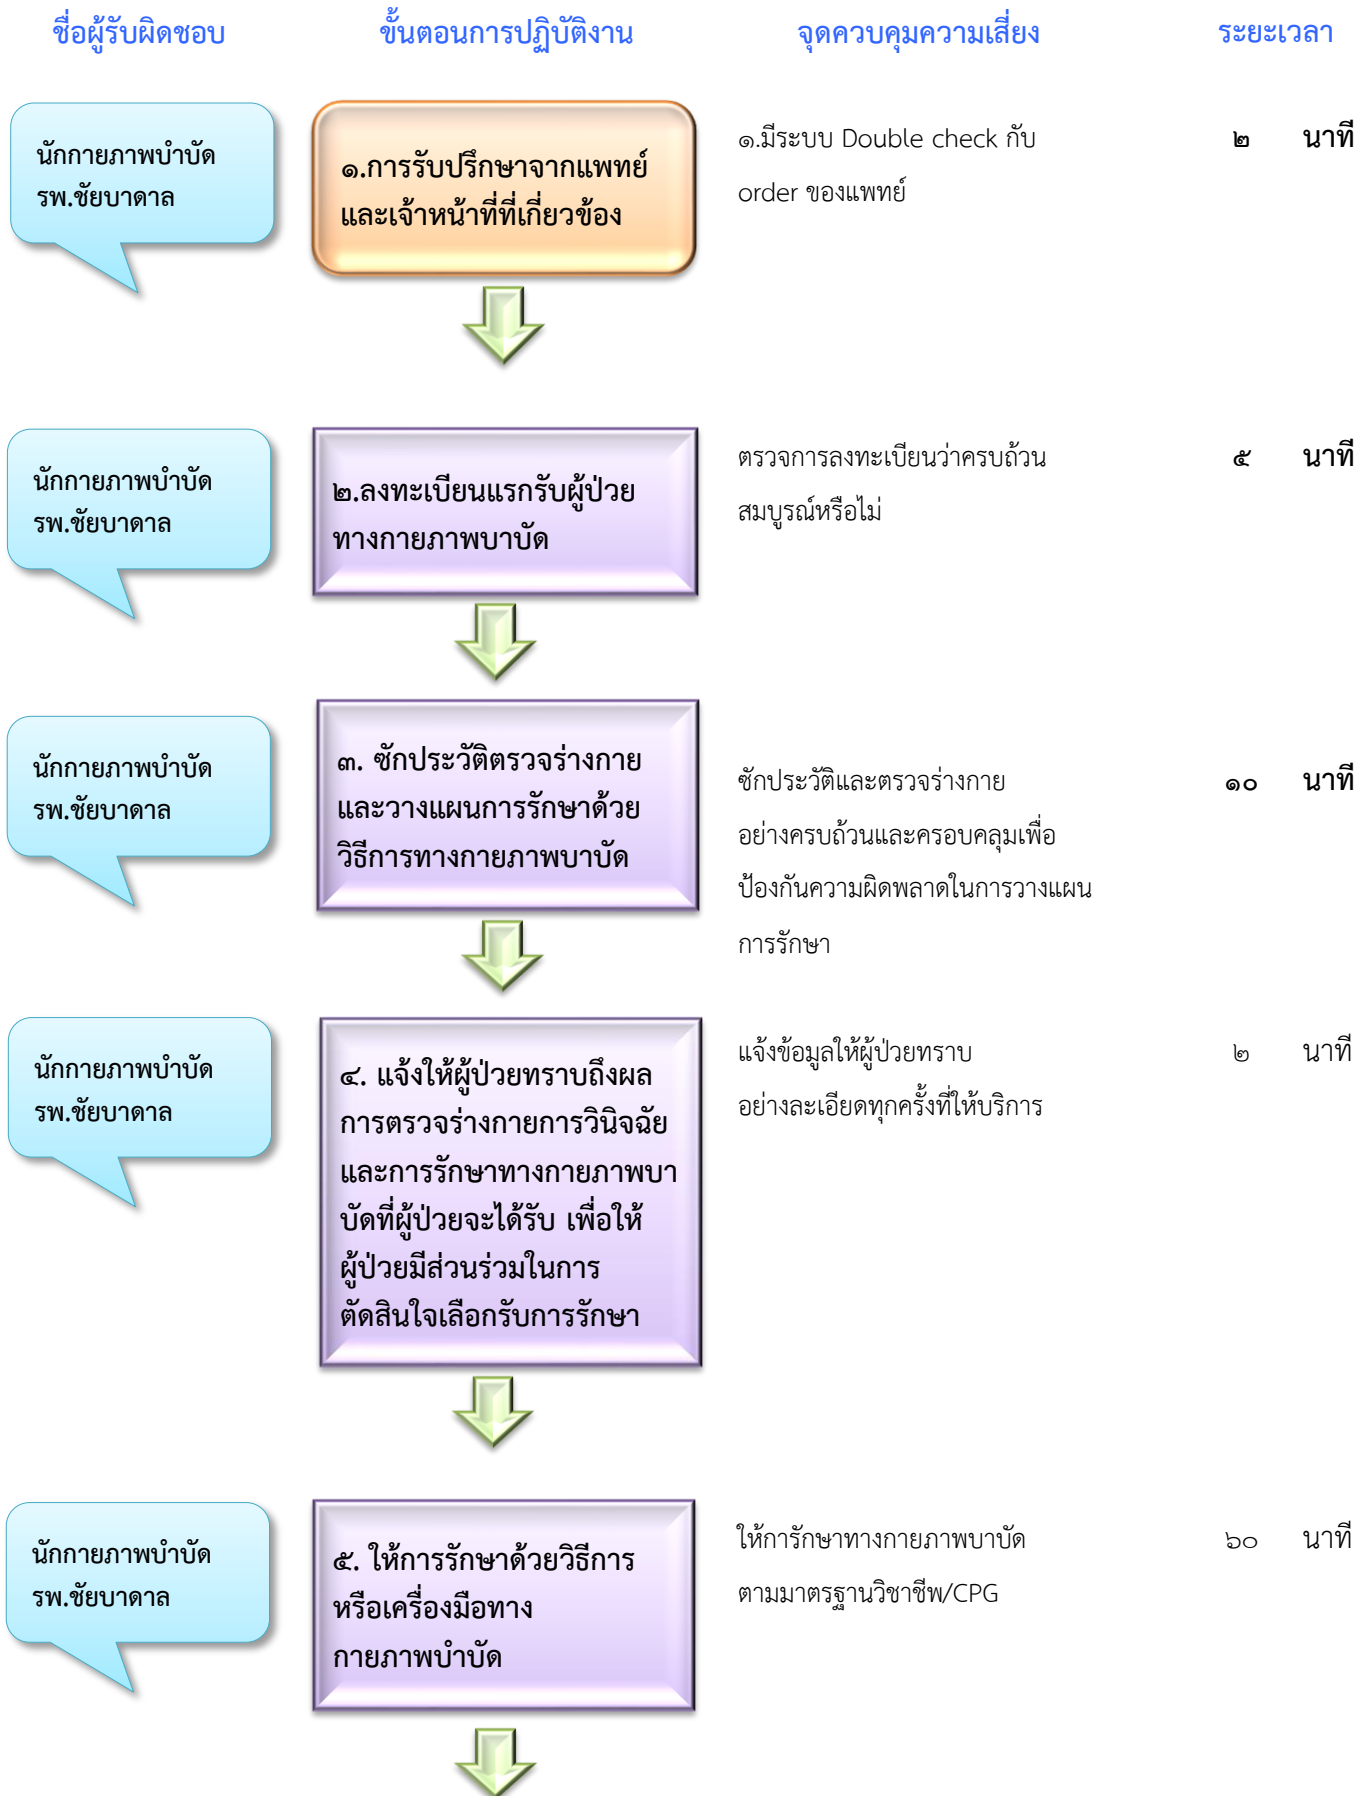 ชื่อผู้รับผิดชอบ ขั้นตอนการปฏิบัติงาน จุดควบคุมความเสี่ยง ระยะเวลา
นักกายภาพบำบัด
รพ.ชัยบาดาล
๑.การรับปรึกษาจากแพทย์
และเจ้าหน้าที่ที่เกี่ยวข้อง
๑.มีระบบ Double check กับ
order ของแพทย์
๒ นาที
นักกายภาพบำบัด
รพ.ชัยบาดาล
๒.ลงทะเบียนแรกรับผู้ป่วย
ทางกายภาพบาบัด
ตรวจการลงทะเบียนว่าครบถ้วน
สมบูรณ์หรือไม่
๕ นาที
นักกายภาพบำบัด
รพ.ชัยบาดาล
๓. ซักประวัติตรวจร่างกาย
และวางแผนการรักษาด้วย
วิธีการทางกายภาพบาบัด
ซักประวัติและตรวจร่างกาย
อย่างครบถ้วนและครอบคลุมเพื่อ
ป้องกันความผิดพลาดในการวางแผน
การรักษา
๑๐ นาที
นักกายภาพบำบัด
รพ.ชัยบาดาล
๔. แจ้งให้ผู้ป่วยทราบถึงผล
การตรวจร่างกายการวินิจฉัย
และการรักษาทางกายภาพบา
บัดที่ผู้ป่วยจะได้รับ เพื่อให้
ผู้ป่วยมีส่วนร่วมในการ
ตัดสินใจเลือกรับการรักษา
แจ้งข้อมูลให้ผู้ป่วยทราบ
อย่างละเอียดทุกครั้งที่ให้บริการ
๒ นาที
นักกายภาพบำบัด
รพ.ชัยบาดาล
๕. ให้การรักษาด้วยวิธีการ
หรือเครื่องมือทาง
กายภาพบำบัด
ให้การักษาทางกายภาพบาบัด
ตามมาตรฐานวิชาชีพ/CPG
๖๐ นาที